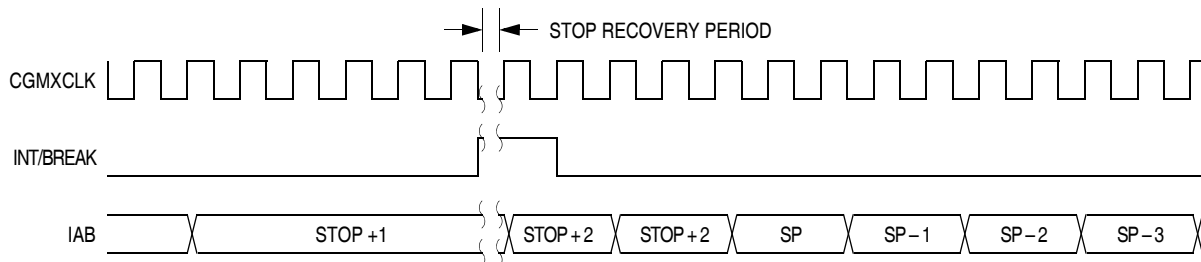 STOP RECOVERY PERIOD
CGMXCLK
INT/BREAK
IAB STOP +1 STOP + 2 STOP + 2 SP SP – 1 SP – 2 SP – 3